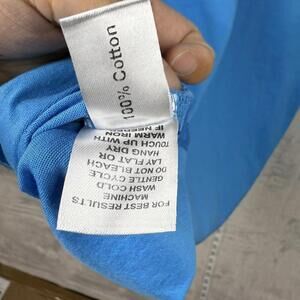 100% Cotton
FOR BEST RESULTS
MACHINE
WASH COLD
GENTLE CYCLE
DO NOT BLEACH
LAY FLAT OR
HANG DRY
TOUCH UP WITH
WARM IRON
IF NEEDED